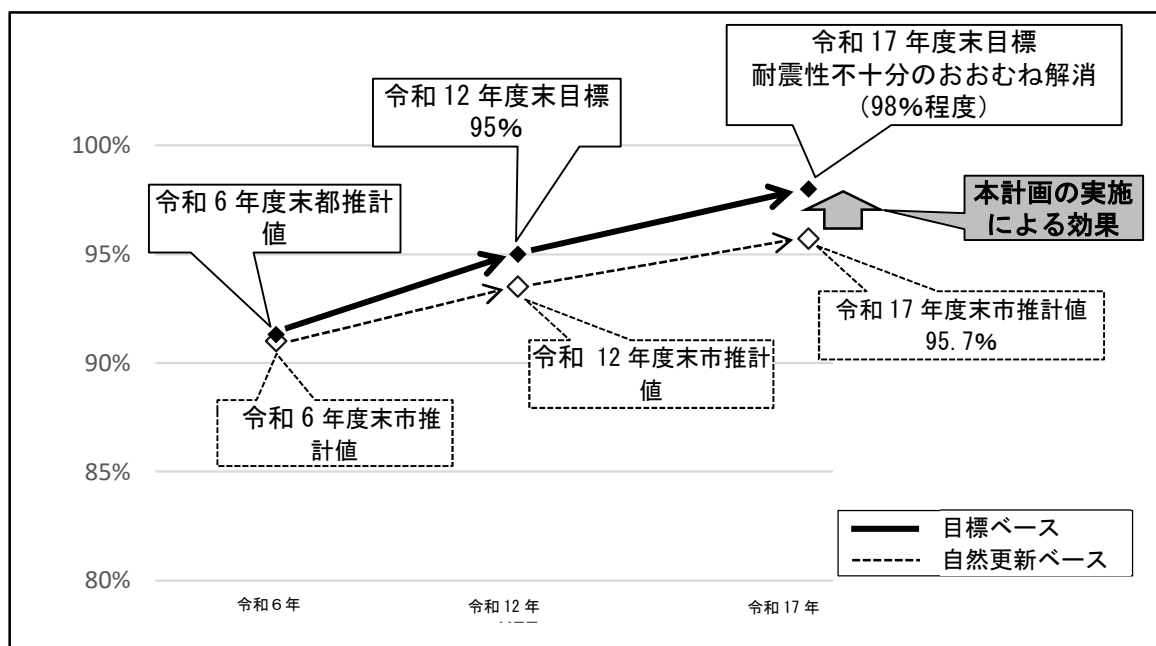 令和 17 年度末目標
耐震性不十分のおおむね解消
（98%程度）
令和 12 年度末目標
95%
100%
令和 6 年度末都推計
値
本計画の実施
による効果
95%
令和 17 年度末市推計値
95.7%
令和 12 年度末市推計
値
90%
令和 6 年度末市推
計値
85%
目標ベース
自然更新ベース
80%
令和６年
令和 12 年
令和 17 年